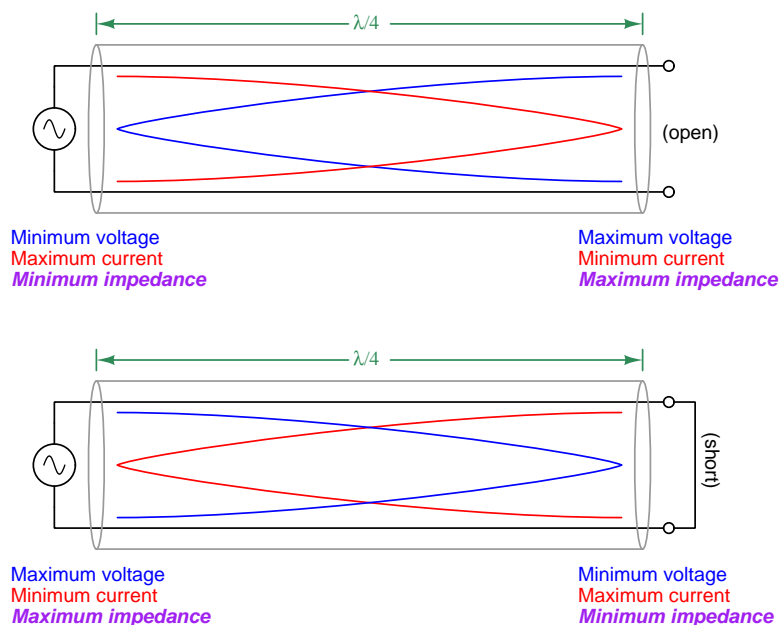 λ/4
(open)
Minimum voltage
Maximum current
Minimum impedance
Maximum voltage
Minimum current
Maximum impedance
λ/4
(short)
Maximum voltage
Minimum current
Maximum impedance
Minimum voltage
Maximum current
Minimum impedance